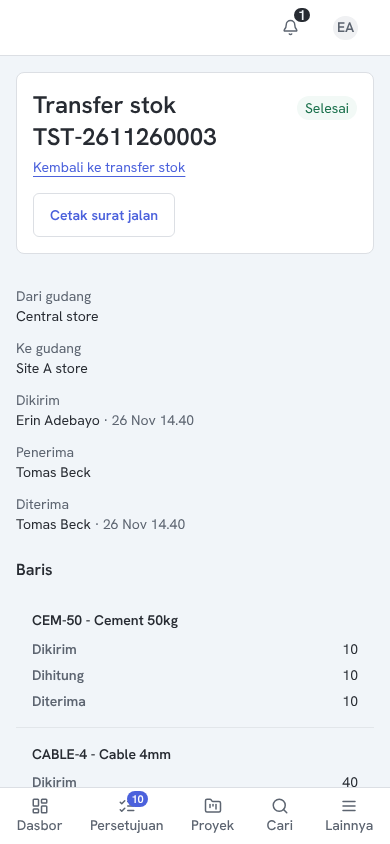 1
EA
Transfer stok
TST-2611260003
Selesai
Kembali ke transfer stok
Cetak surat jalan
Dari gudang
Central store
Ke gudang
Site A store
Dikirim
Erin Adebayo · 26 Nov 14.40
Penerima
Tomas Beck
Diterima
Tomas Beck · 26 Nov 14.40
Baris
CEM-50 - Cement 50kg
Dikirim 10
Dihitung 10
Diterima 10
CABLE-4 - Cable 4mm
Dikirim 40
10
Dasbor Persetujuan Proyek Cari Lainnya